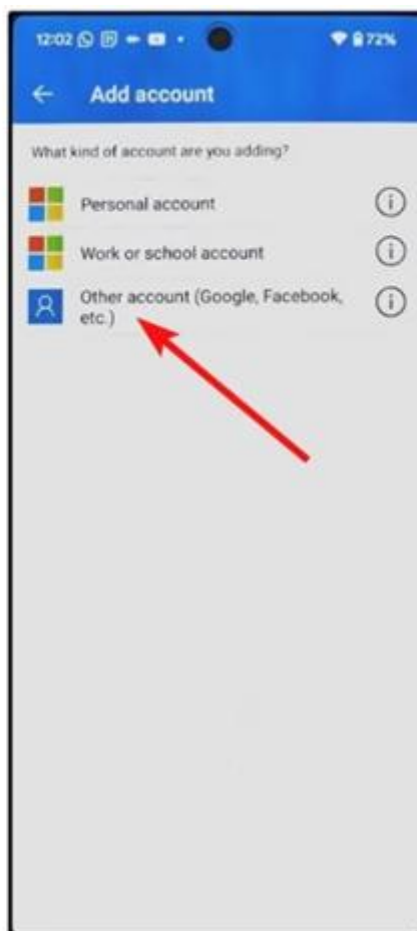 12:02
72%
Add account
What kind of account are you adding?
Personal account
Work or school account
Other account (Google, Facebook,
etc.)